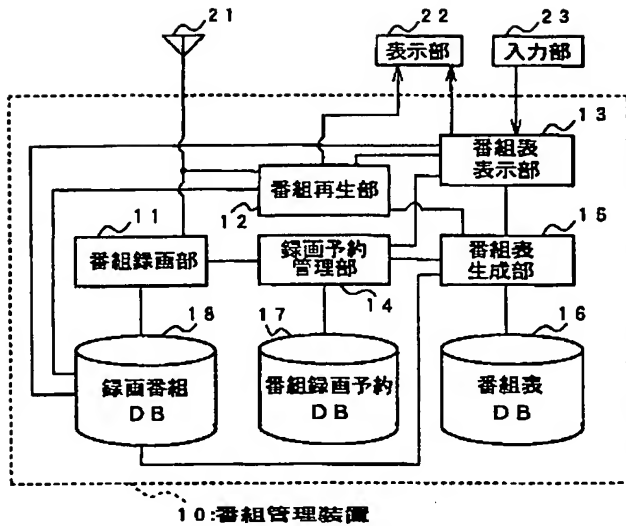 21
22
表示部
23
入力部
13
番組表
表示部
番組再生部
12
11
番組録画部
録画予約
管理部
14
15
番組表
生成部
18
録画番組
DB
17
番組録画予約
DB
16
番組表
DB
10:番組管理装置